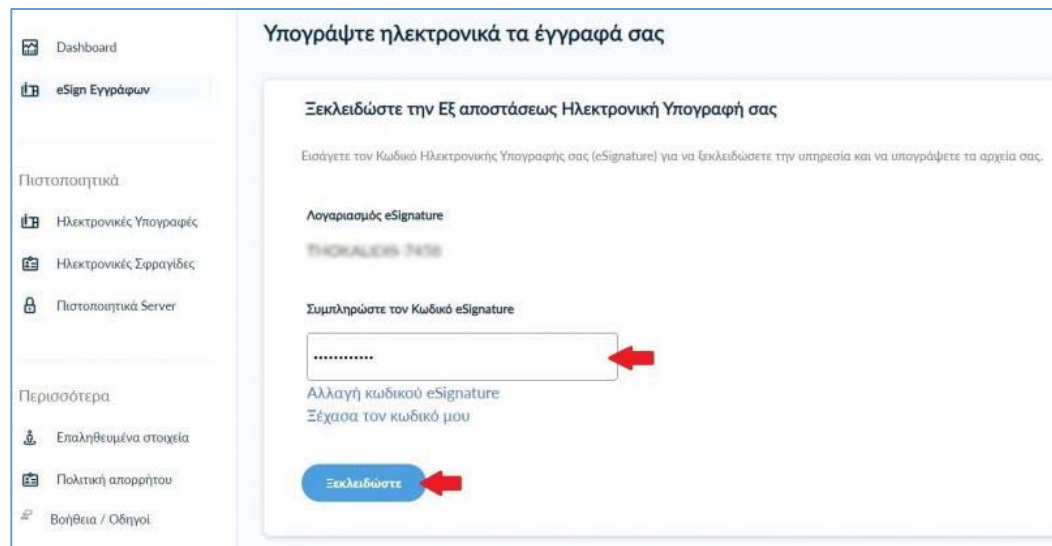 Dashboard
eSign Εγγράφων
Πιστοποιητικά
Ηλεκτρονικές Υπογραφές
Ηλεκτρονικές Σφραγίδες
Πιστοποιητικά Server
Περισσότερα
Επαληθευμένα στοιχεία
Πολιτική απορρήτου
Βοήθεια / Οδηγοί
Υπογράψτε ηλεκτρονικά τα έγγραφά σας
Ξεκλειδώστε την Εξ αποστάσεως Ηλεκτρονική Υπογραφή σας
Εισάγετε τον Κωδικό Ηλεκτρονικής Υπογραφής σας (eSignature) για να ξεκλειδώσετε την υπηρεσία και να υπογράψετε τα αρχεία σας.
Λογαριασμός eSignature
Συμπληρώστε τον Κωδικό eSignature
Αλλαγή κωδικού eSignature
Ξέχασα τον κωδικό μου
Ξεκλειδώστε